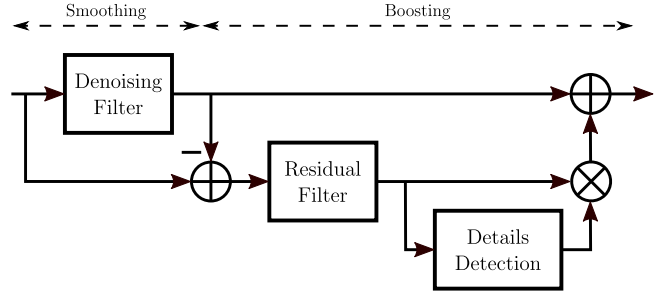 Smoothing
Boosting
Denoising
Filter
−
Residual
Filter
Details
Detection